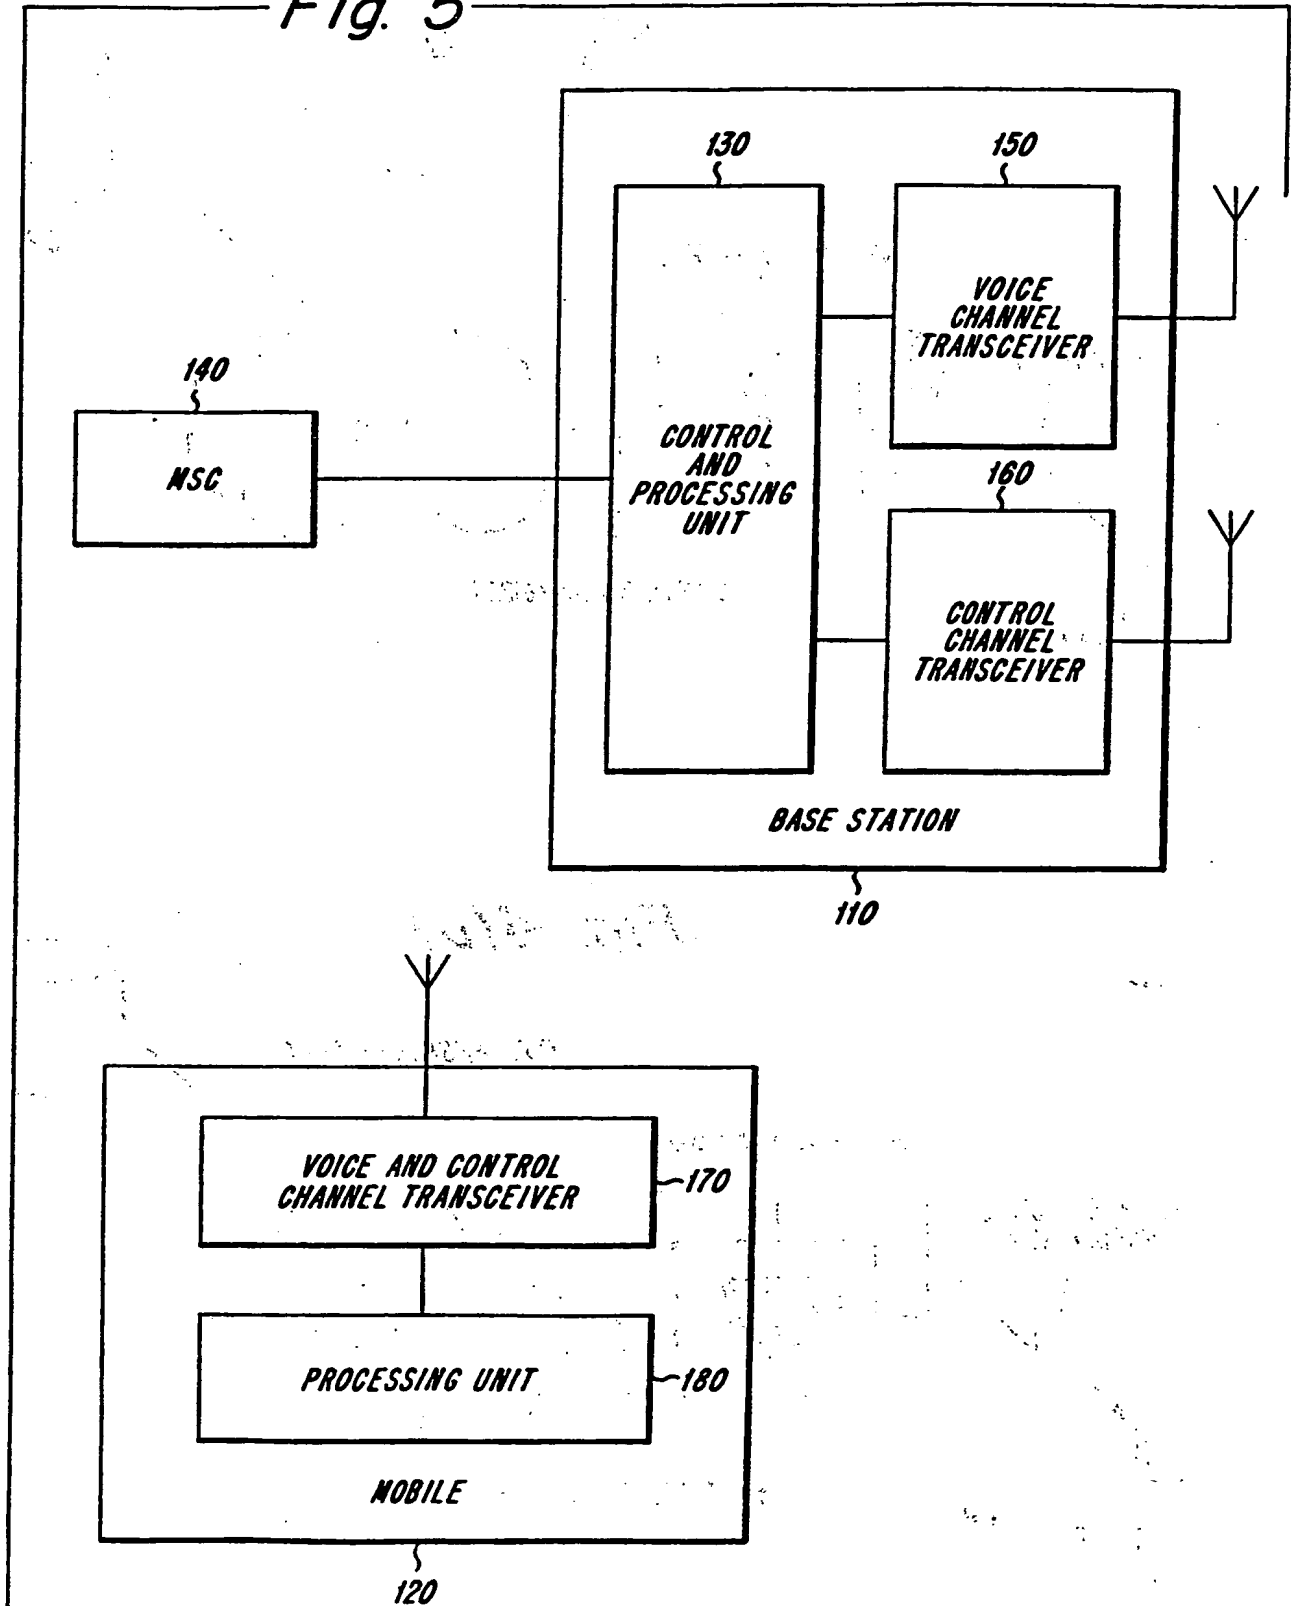 Fig. 5
130
150
VOICE
CHANNEL
TRANSCEIVER
140
MSC
CONTROL
AND
PROCESSING
UNIT
160
CONTROL
CHANNEL
TRANSCEIVER
BASE STATION
110
VOICE AND CONTROL
CHANNEL TRANSCEIVER
170
PROCESSING UNIT
180
MOBILE
120